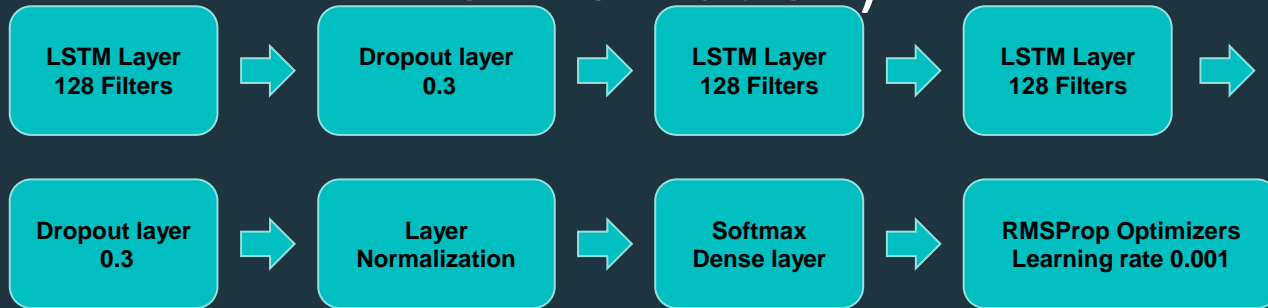 LSTM Layer
128 Filters
Dropout layer
0.3
LSTM Layer
128 Filters
LSTM Layer
128 Filters
Dropout layer
0.3
Layer
Normalization
Softmax
Dense layer
RMSProp Optimizers
Learning rate 0.001